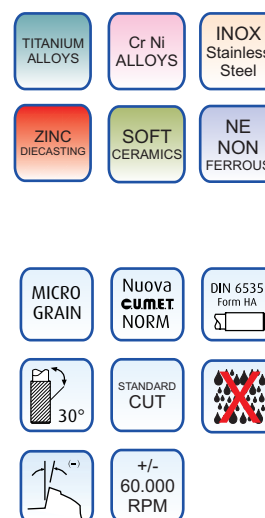 TITANIUM
ALLOYS
Cr Ni
ALLOYS
INOX
Stainless
Steel
ZINC
DIECASTING
SOFT
CERAMICS
NE
NON
FERROUS
MICRO
GRAIN
Nuova
C.U.M.E.T.
NORM
DIN 6535
Form HA
30°
STANDARD
CUT
(-)
+/-
60.000
RPM